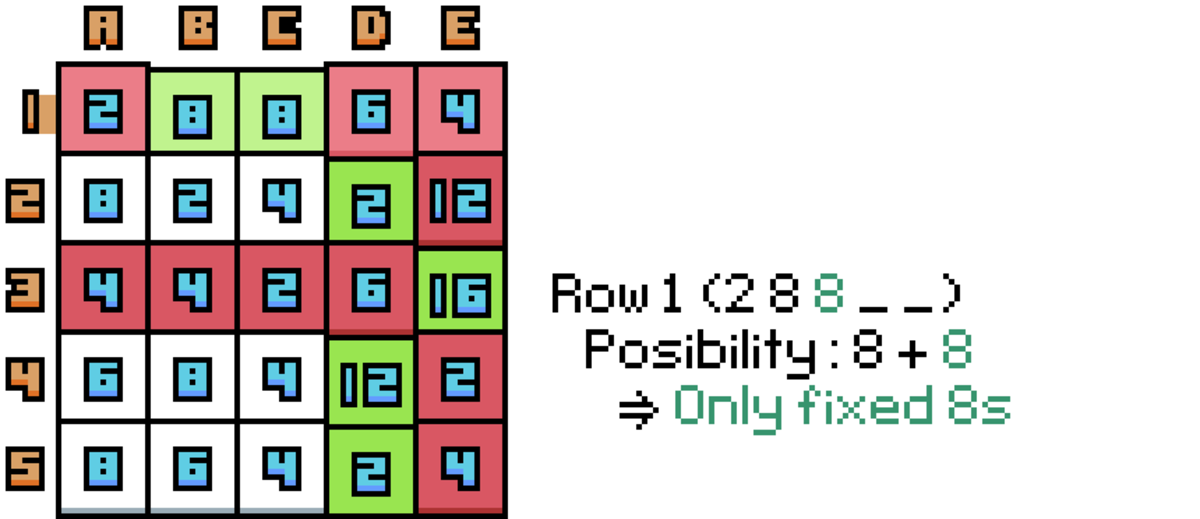 A B C D E
1 2 8 8 6 4
2 8 2 4 2 12
3 4 4 2 6 16
4 6 8 4 12 2
5 8 6 4 2 4
Row 1 (2 8 8 _ _)
Posibility : 8 + 8
⇒ Only fixed 8s